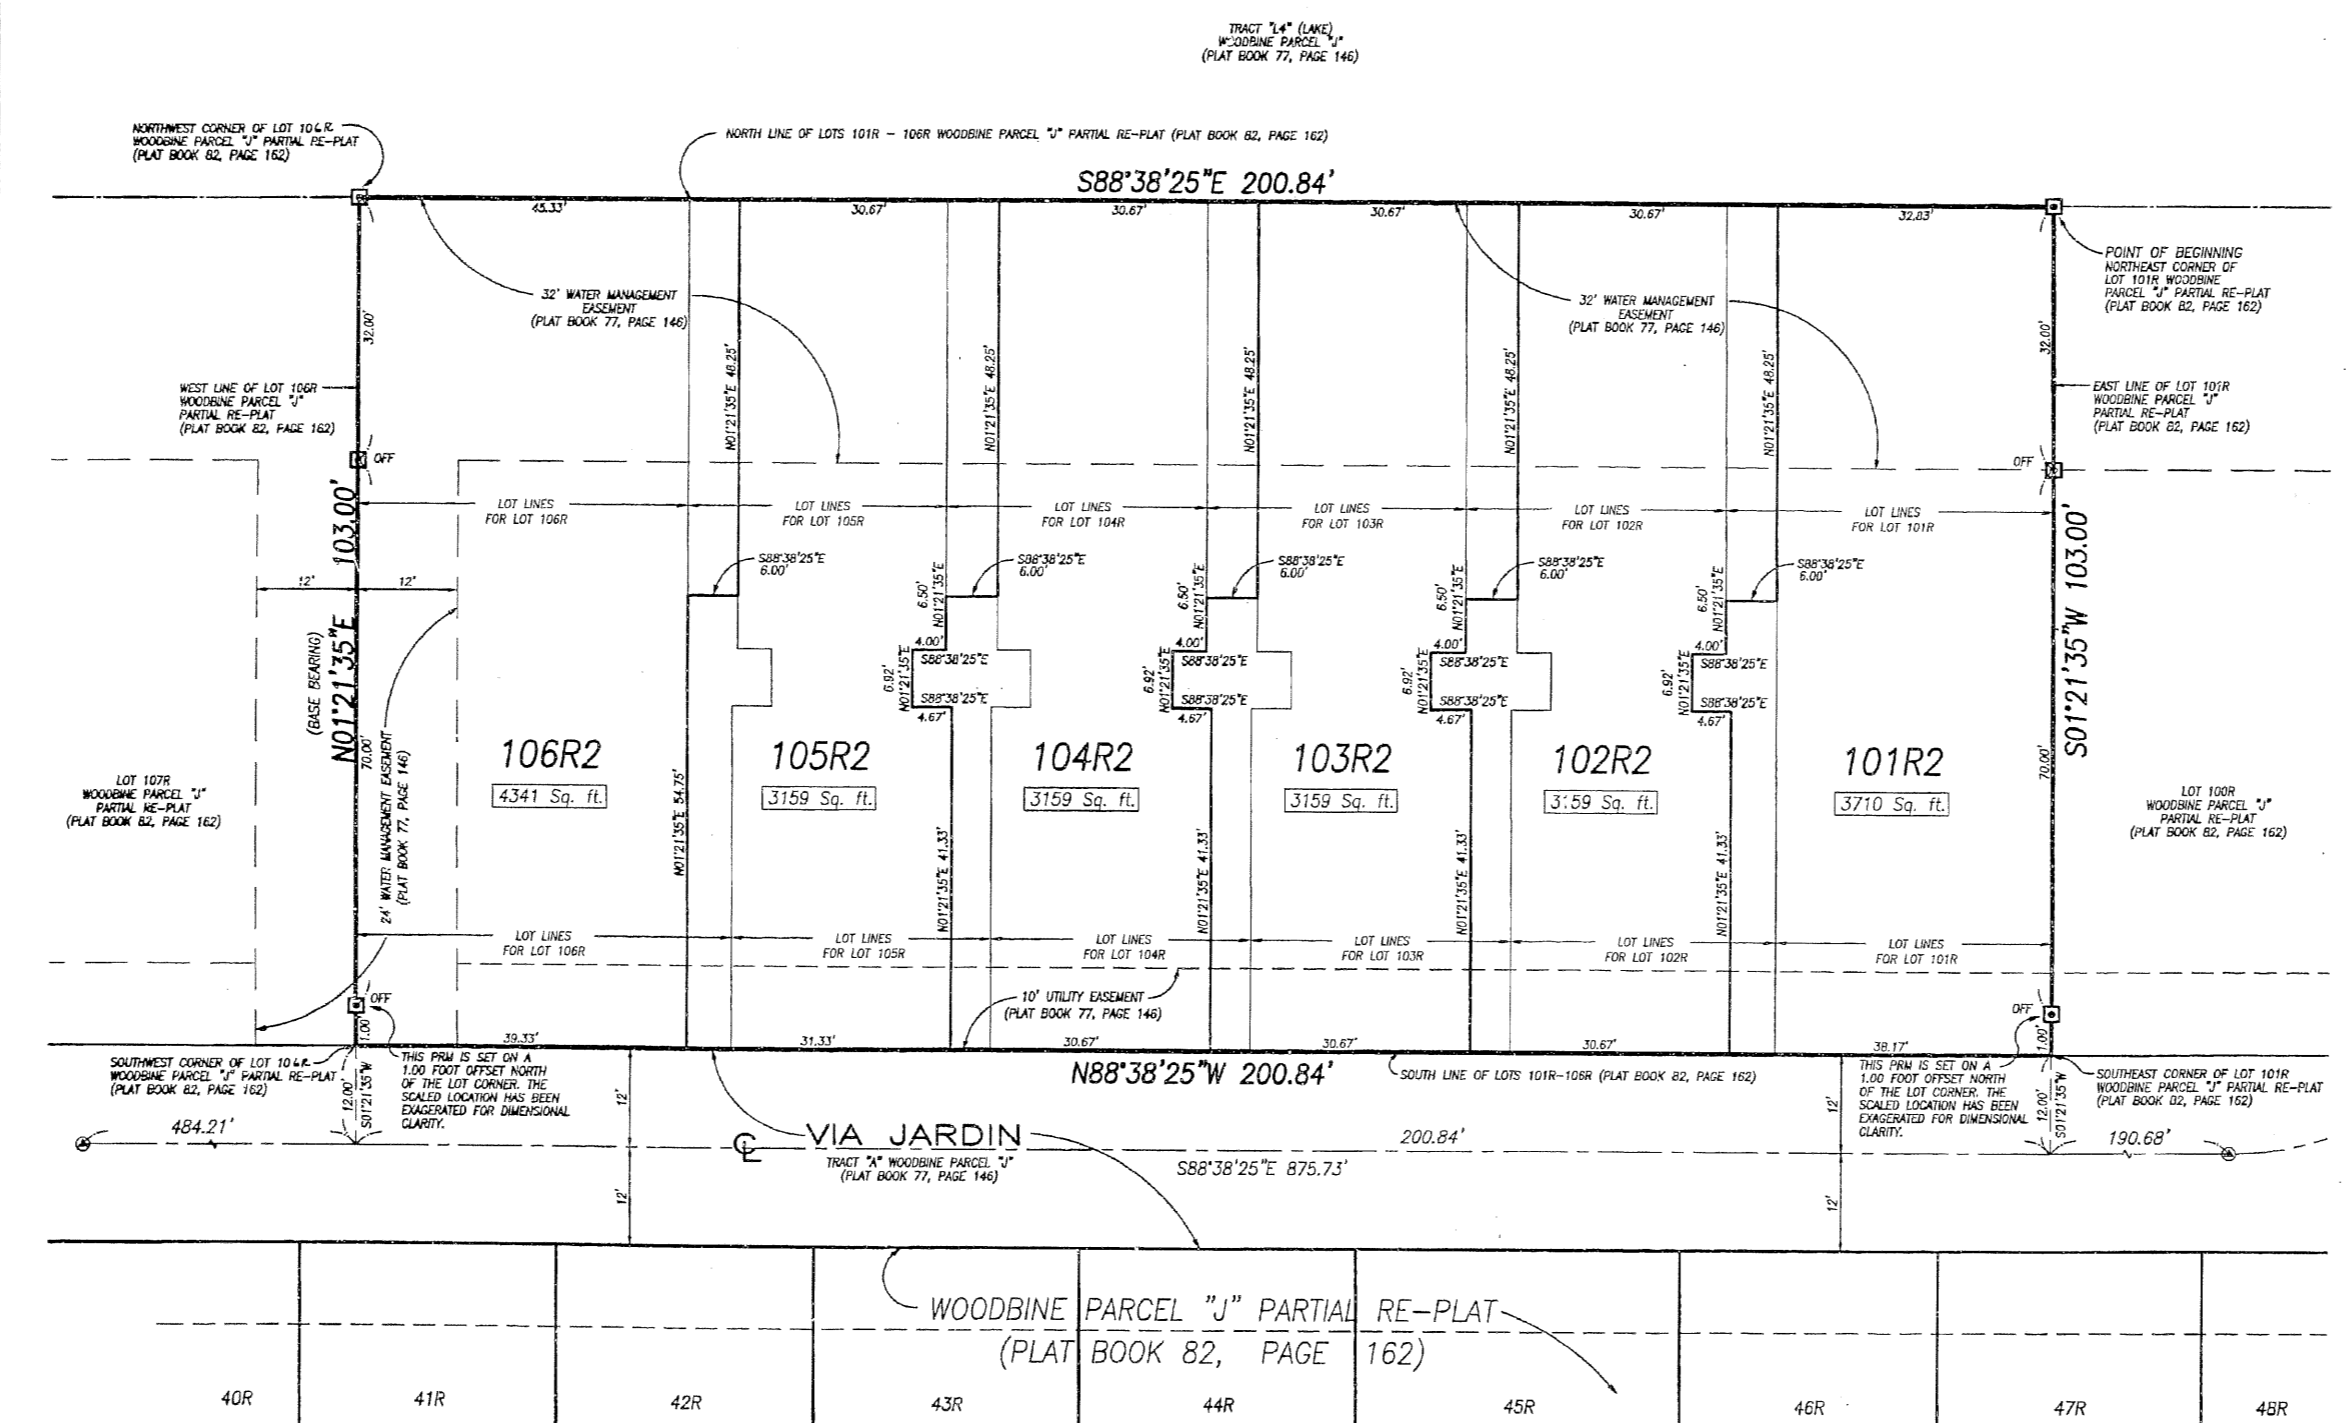 TRACT "L4" (LAKE)
WOODBINE PARCEL "J"
(PLAT BOOK 77, PAGE 146)
NORTHWEST CORNER OF LOT 106R
WOODBINE PARCEL "J" PARTIAL RE-PLAT
(PLAT BOOK 82, PAGE 162)
NORTH LINE OF LOTS 101R - 106R WOODBINE PARCEL "J" PARTIAL RE-PLAT (PLAT BOOK 82, PAGE 162)
S88°38'25"E 200.84'
45.33'
30.67'
30.67'
30.67'
30.67'
32.83'
POINT OF BEGINNING
NORTHEAST CORNER OF
LOT 101R WOODBINE
PARCEL "J" PARTIAL RE-PLAT
(PLAT BOOK 82, PAGE 162)
32' WATER MANAGEMENT
EASEMENT
(PLAT BOOK 77, PAGE 146)
32' WATER MANAGEMENT
EASEMENT
(PLAT BOOK 77, PAGE 146)
32.00'
32.00'
N01°21'35"E 48.25'
N01°21'35"E 48.25'
N01°21'35"E 48.25'
N01°21'35"E 48.25'
N01°21'35"E 48.25'
WEST LINE OF LOT 106R
WOODBINE PARCEL "J"
PARTIAL RE-PLAT
(PLAT BOOK 82, PAGE 162)
EAST LINE OF LOT 101R
WOODBINE PARCEL "J"
PARTIAL RE-PLAT
(PLAT BOOK 82, PAGE 162)
OFF
OFF
LOT LINES
FOR LOT 106R
LOT LINES
FOR LOT 105R
LOT LINES
FOR LOT 104R
LOT LINES
FOR LOT 103R
LOT LINES
FOR LOT 102R
LOT LINES
FOR LOT 101R
(BASE BEARING)
N01°21'35"E 103.00'
S01°21'35"W 103.00'
12'
12'
S88°38'25"E
6.00'
S88°38'25"E
6.00'
S88°38'25"E
6.00'
S88°38'25"E
6.00'
S88°38'25"E
6.00'
6.50'
N01°21'35"E
6.50'
N01°21'35"E
6.50'
N01°21'35"E
6.50'
N01°21'35"E
4.00'
S88°38'25"E
4.00'
S88°38'25"E
4.00'
S88°38'25"E
4.00'
S88°38'25"E
6.92'
N01°21'35"E
6.92'
N01°21'35"E
6.92'
N01°21'35"E
6.92'
N01°21'35"E
S88°38'25"E
4.67'
S88°38'25"E
4.67'
S88°38'25"E
4.67'
S88°38'25"E
4.67'
70.00'
70.00'
24' WATER MANAGEMENT EASEMENT
(PLAT BOOK 77, PAGE 146)
106R2
4341 Sq. ft.
105R2
3159 Sq. ft.
104R2
3159 Sq. ft.
103R2
3159 Sq. ft.
102R2
3159 Sq. ft.
101R2
3710 Sq. ft.
LOT 107R
WOODBINE PARCEL "J"
PARTIAL RE-PLAT
(PLAT BOOK 82, PAGE 162)
LOT 100R
WOODBINE PARCEL "J"
PARTIAL RE-PLAT
(PLAT BOOK 82, PAGE 162)
N01°21'35"E 54.75'
N01°21'35"E 41.33'
N01°21'35"E 41.33'
N01°21'35"E 41.33'
N01°21'35"E 41.33'
LOT LINES
FOR LOT 106R
LOT LINES
FOR LOT 105R
LOT LINES
FOR LOT 104R
LOT LINES
FOR LOT 103R
LOT LINES
FOR LOT 102R
LOT LINES
FOR LOT 101R
OFF
OFF
10' UTILITY EASEMENT
(PLAT BOOK 77, PAGE 146)
1.00'
1.00'
39.33'
31.33'
30.67'
30.67'
30.67'
38.17'
N88°38'25"W 200.84'
SOUTH LINE OF LOTS 101R-106R (PLAT BOOK 82, PAGE 162)
SOUTHWEST CORNER OF LOT 106R
WOODBINE PARCEL "J" PARTIAL RE-PLAT
(PLAT BOOK 82, PAGE 162)
THIS PRM IS SET ON A
1.00 FOOT OFFSET NORTH
OF THE LOT CORNER. THE
SCALED LOCATION HAS BEEN
EXAGERATED FOR DIMENSIONAL
CLARITY.
THIS PRM IS SET ON A
1.00 FOOT OFFSET NORTH
OF THE LOT CORNER. THE
SCALED LOCATION HAS BEEN
EXAGERATED FOR DIMENSIONAL
CLARITY.
SOUTHEAST CORNER OF LOT 101R
WOODBINE PARCEL "J" PARTIAL RE-PLAT
(PLAT BOOK 82, PAGE 162)
12.00'
S01°21'35"W
12.00'
S01°21'35"W
12'
12'
12'
12'
484.21'
CL
VIA JARDIN
TRACT "A" WOODBINE PARCEL "J"
(PLAT BOOK 77, PAGE 146)
200.84'
S88°38'25"E 875.73'
190.68'
WOODBINE PARCEL "J" PARTIAL RE-PLAT
(PLAT BOOK 82, PAGE 162)
40R
41R
42R
43R
44R
45R
46R
47R
48R